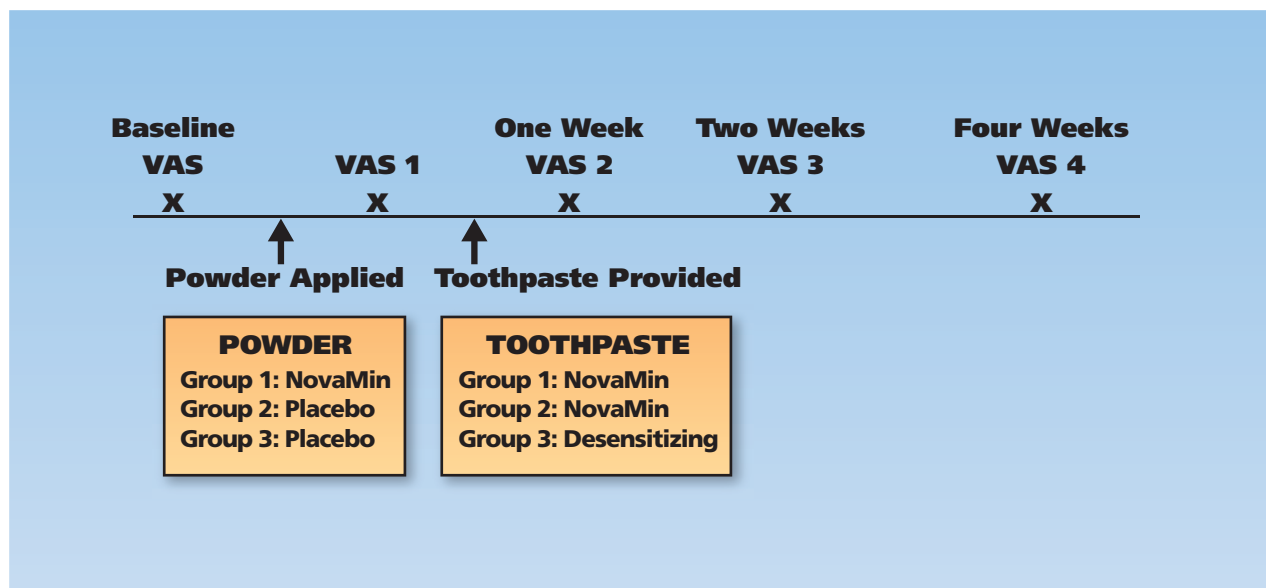 Baseline One Week Two Weeks Four Weeks
VAS VAS 1 VAS 2 VAS 3 VAS 4
X X X X X
Powder Applied Toothpaste Provided
POWDER
Group 1: NovaMin
Group 2: Placebo
Group 3: Placebo
TOOTHPASTE
Group 1: NovaMin
Group 2: NovaMin
Group 3: Desensitizing